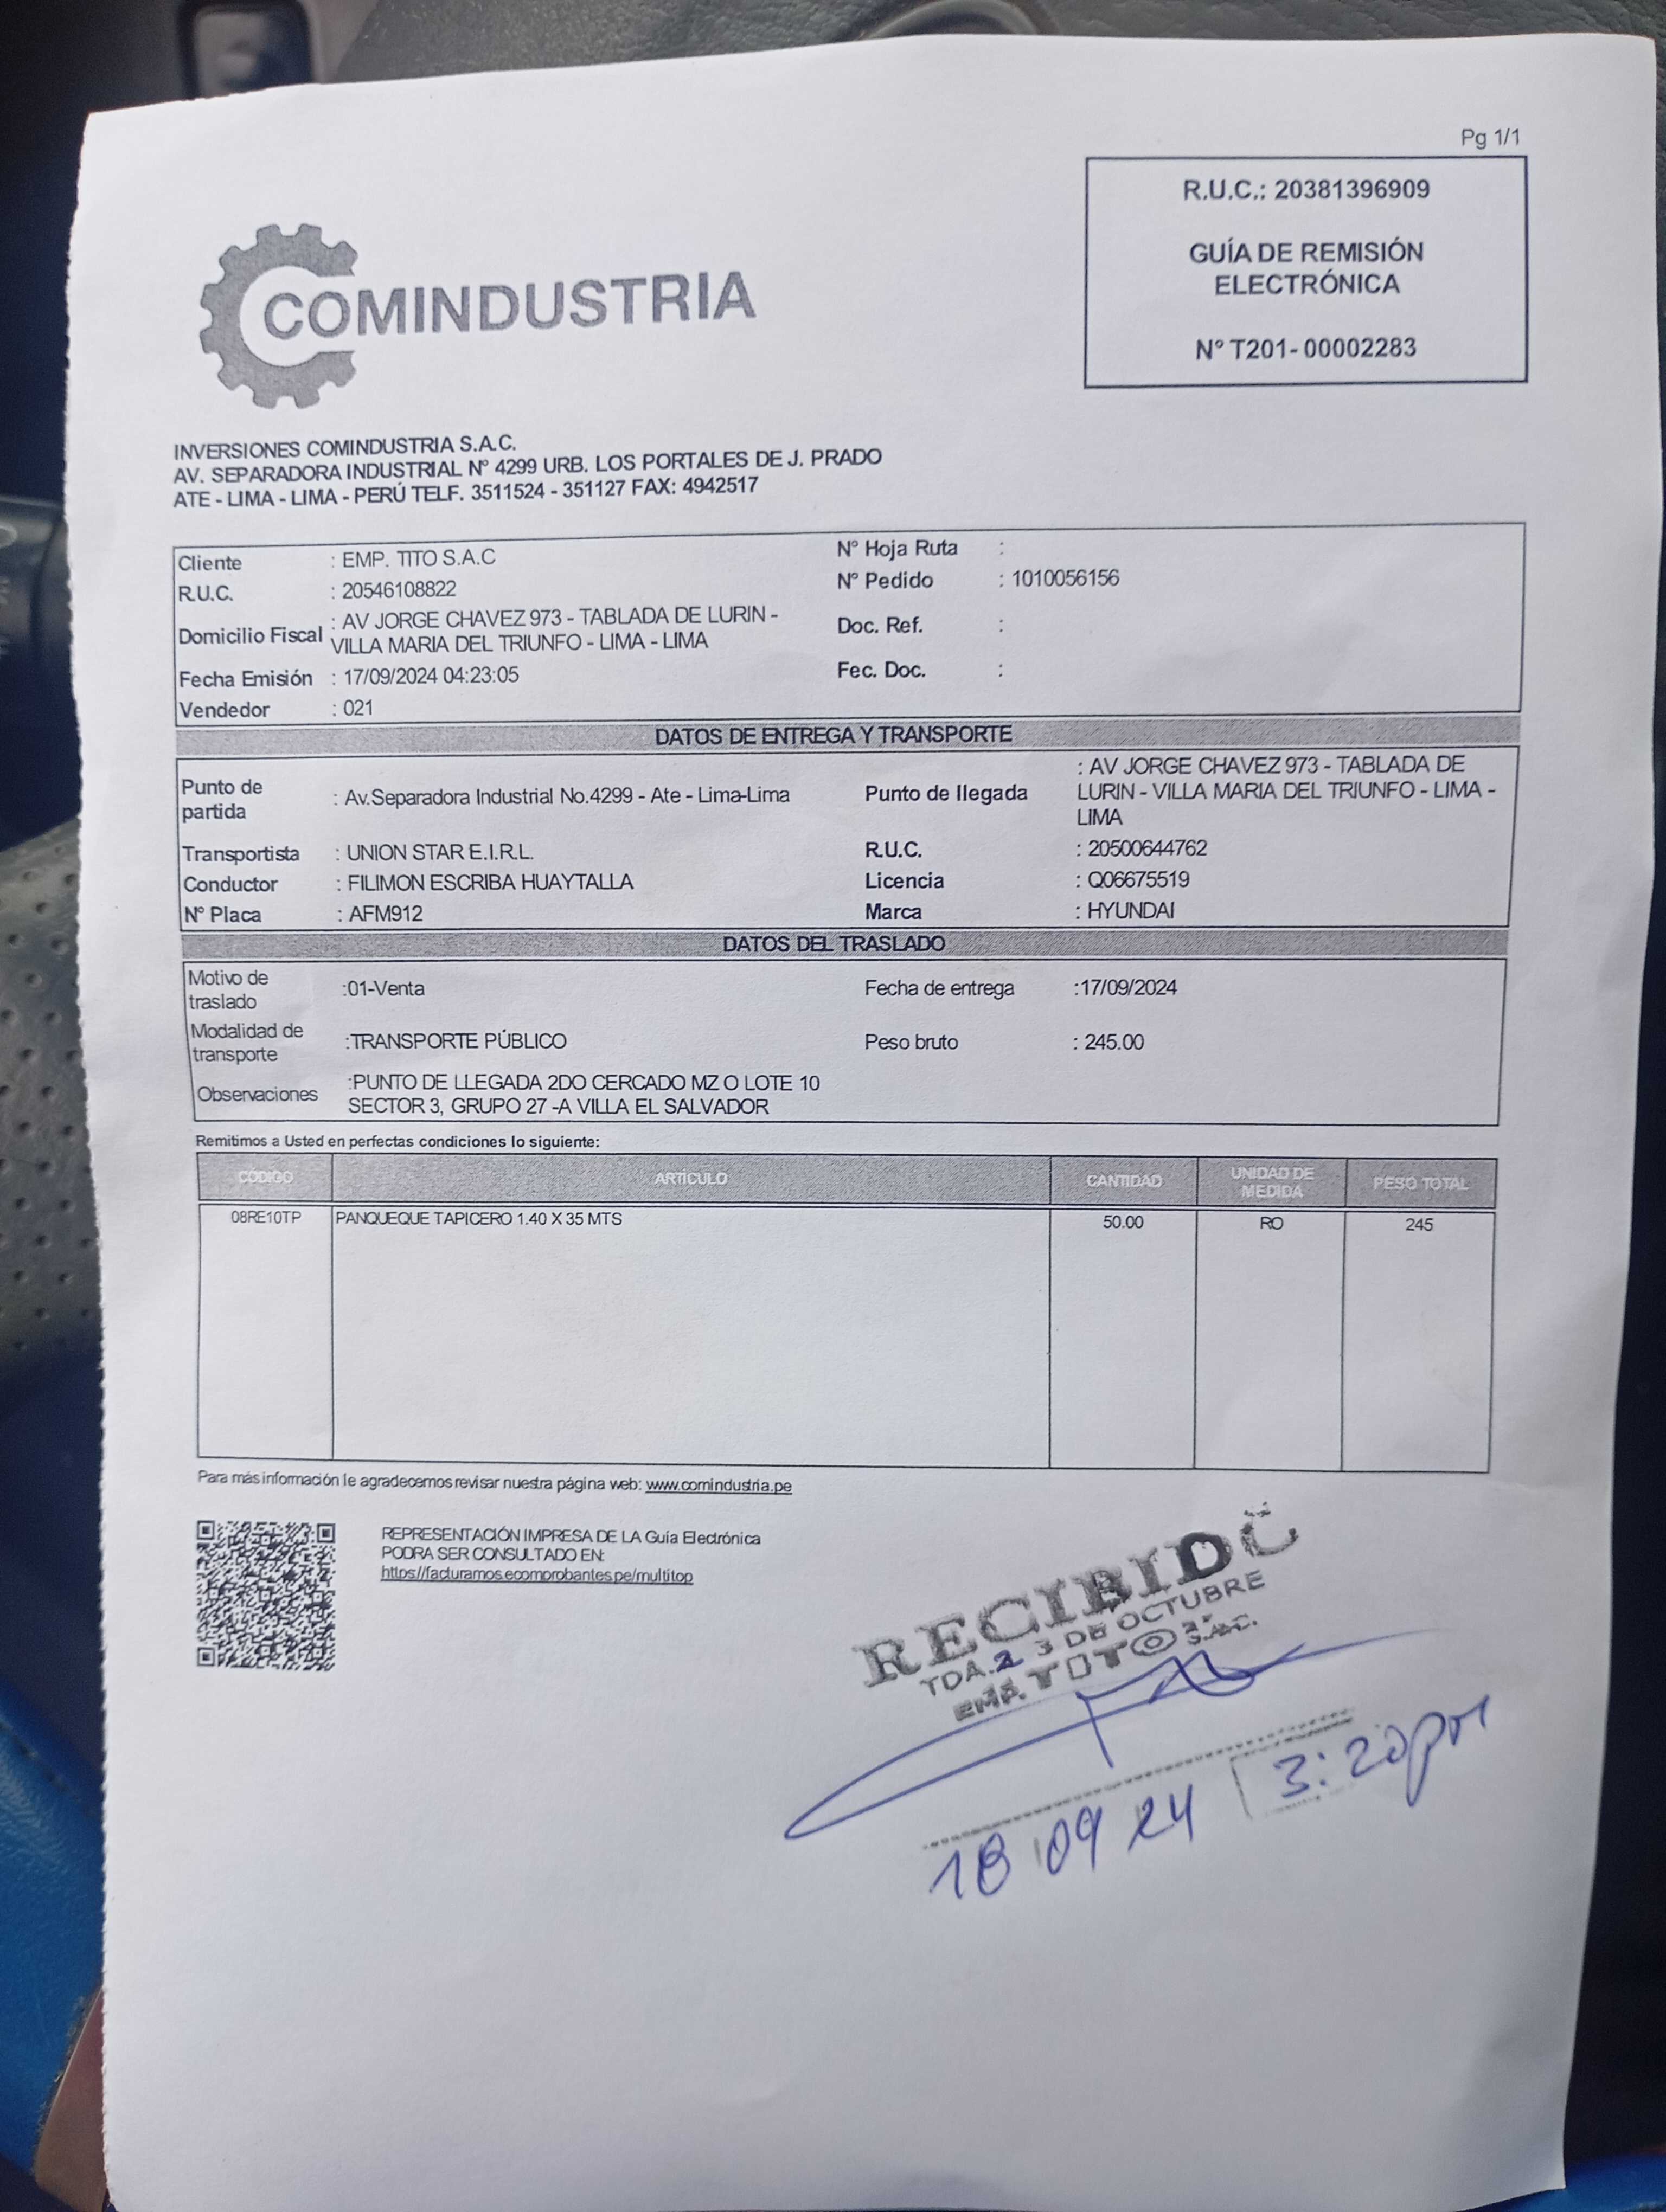 Pg 1/1
R.U.C.: 20381396909
GUÍA DE REMISIÓN
ELECTRÓNICA
Nº T201- 00002283
COMINDUSTRIA
INVERSIONES COMINDUSTRIA S.A.C.
AV. SEPARADORA INDUSTRIAL Nº 4299 URB. LOS PORTALES DE J. PRADO
ATE - LIMA - LIMA - PERÚ TELF. 3511524 - 351127 FAX: 4942517
Cliente : EMP. TITO S.A.C
Nº Hoja Ruta :
R.U.C. : 20546108822
Nº Pedido : 1010056156
Domicilio Fiscal : AV JORGE CHAVEZ 973 - TABLADA DE LURIN -
VILLA MARIA DEL TRIUNFO - LIMA - LIMA
Doc. Ref. :
Fecha Emisión : 17/09/2024 04:23:05
Fec. Doc. :
Vendedor : 021
DATOS DE ENTREGA Y TRANSPORTE
Punto de
partida : Av.Separadora Industrial No.4299 - Ate - Lima-Lima
Punto de llegada : AV JORGE CHAVEZ 973 - TABLADA DE
LURIN - VILLA MARIA DEL TRIUNFO - LIMA -
LIMA
Transportista : UNION STAR E.I.R.L.
R.U.C. : 20500644762
Conductor : FILIMON ESCRIBA HUAYTALLA
Licencia : Q06675519
Nº Placa : AFM912
Marca : HYUNDAI
DATOS DEL TRASLADO
Motivo de
traslado :01-Venta
Fecha de entrega :17/09/2024
Modalidad de
transporte :TRANSPORTE PÚBLICO
Peso bruto : 245.00
Observaciones :PUNTO DE LLEGADA 2DO CERCADO MZ O LOTE 10
SECTOR 3, GRUPO 27 -A VILLA EL SALVADOR
Remitimos a Usted en perfectas condiciones lo siguiente:
CÓDIGO ARTÍCULO CANTIDAD UNIDAD DE MEDIDA PESO TOTAL
08RE10TP PANQUEQUE TAPICERO 1.40 X 35 MTS 50.00 RO 245
Para más información le agradecemos revisar nuestra página web: www.comindustria.pe
REPRESENTACIÓN IMPRESA DE LA Guía Electrónica
PODRA SER CONSULTADO EN:
https://facturamos.ecomprobantes.pe/multitop
RECIBIDO
TDA. 2 3 DE OCTUBRE
EMP. TITO S.A.C.
18 09 24 3:20pm